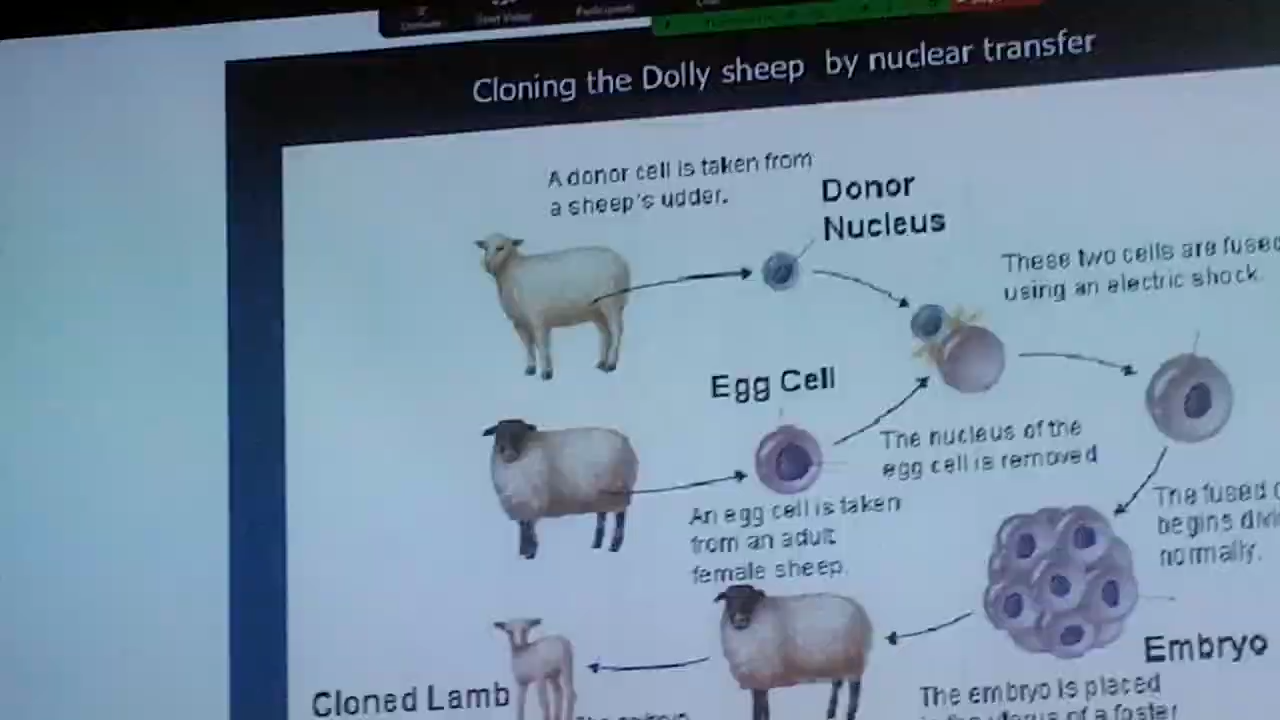 Cloning the Dolly sheep by nuclear transfer
A donor cell is taken from
a sheep's udder.
Donor
Nucleus
These two cells are fused
using an electric shock.
Egg Cell
The nucleus of the
egg cell is removed
An egg cell is taken
from an adult
female sheep.
The fused
begins
normally.
Embryo
Cloned Lamb
The embryo is placed
of a foster